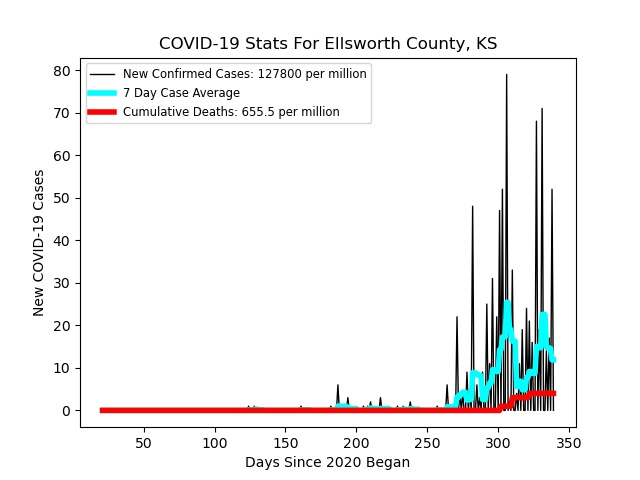 COVID-19 Stats For Ellsworth County, KS
New Confirmed Cases: 127800 per million
7 Day Case Average
Cumulative Deaths: 655.5 per million
New COVID-19 Cases
80
70
60
50
40
30
20
10
0
50
100
150
200
250
300
350
Days Since 2020 Began